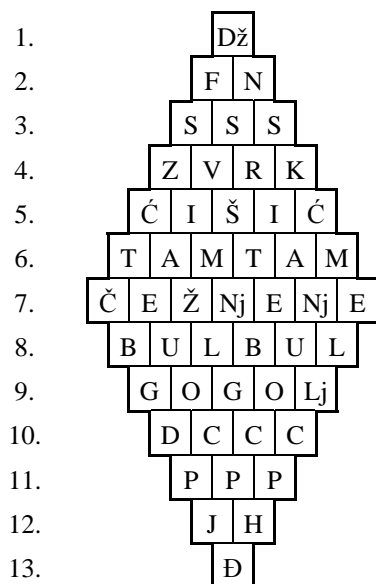 1. Dž
2. F N
3. S S S
4. Z V R K
5. Ć I Š I Ć
6. T A M T A M
7. Č E Ž Nj E Nj E
8. B U L B U L
9. G O G O Lj
10. D C C C
11. P P P
12. J H
13. Đ